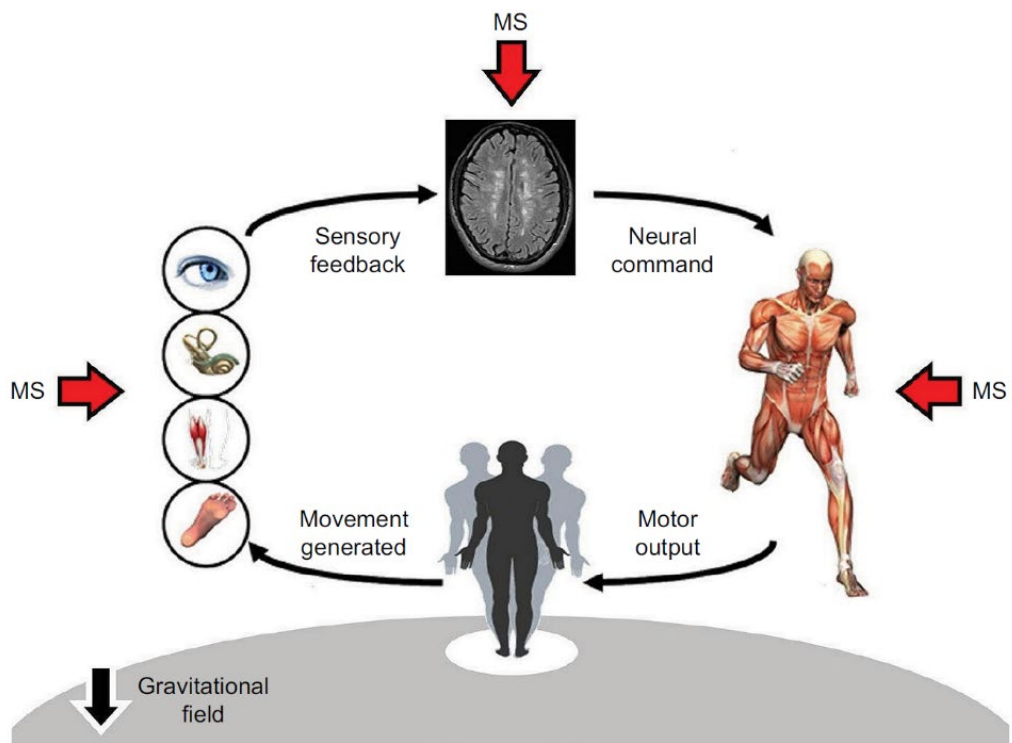 MS
Sensory
feedback
Neural
command
MS
MS
Movement
generated
Motor
output
Gravitational
field